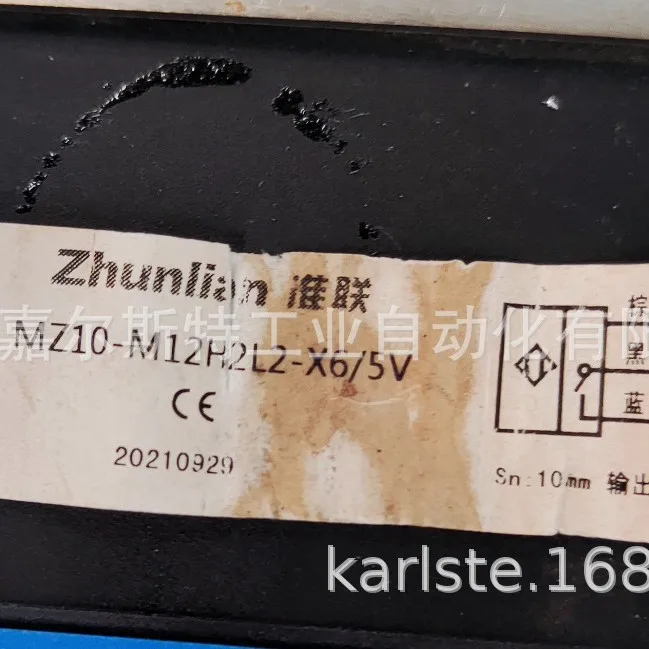 Zhunlian 准联
嘉尔斯特工业自动化有限
MZ10-M12H2L2-X6/5V
CE
20210929
棕
黑
蓝
Sn:10mm 输出
karlste.168